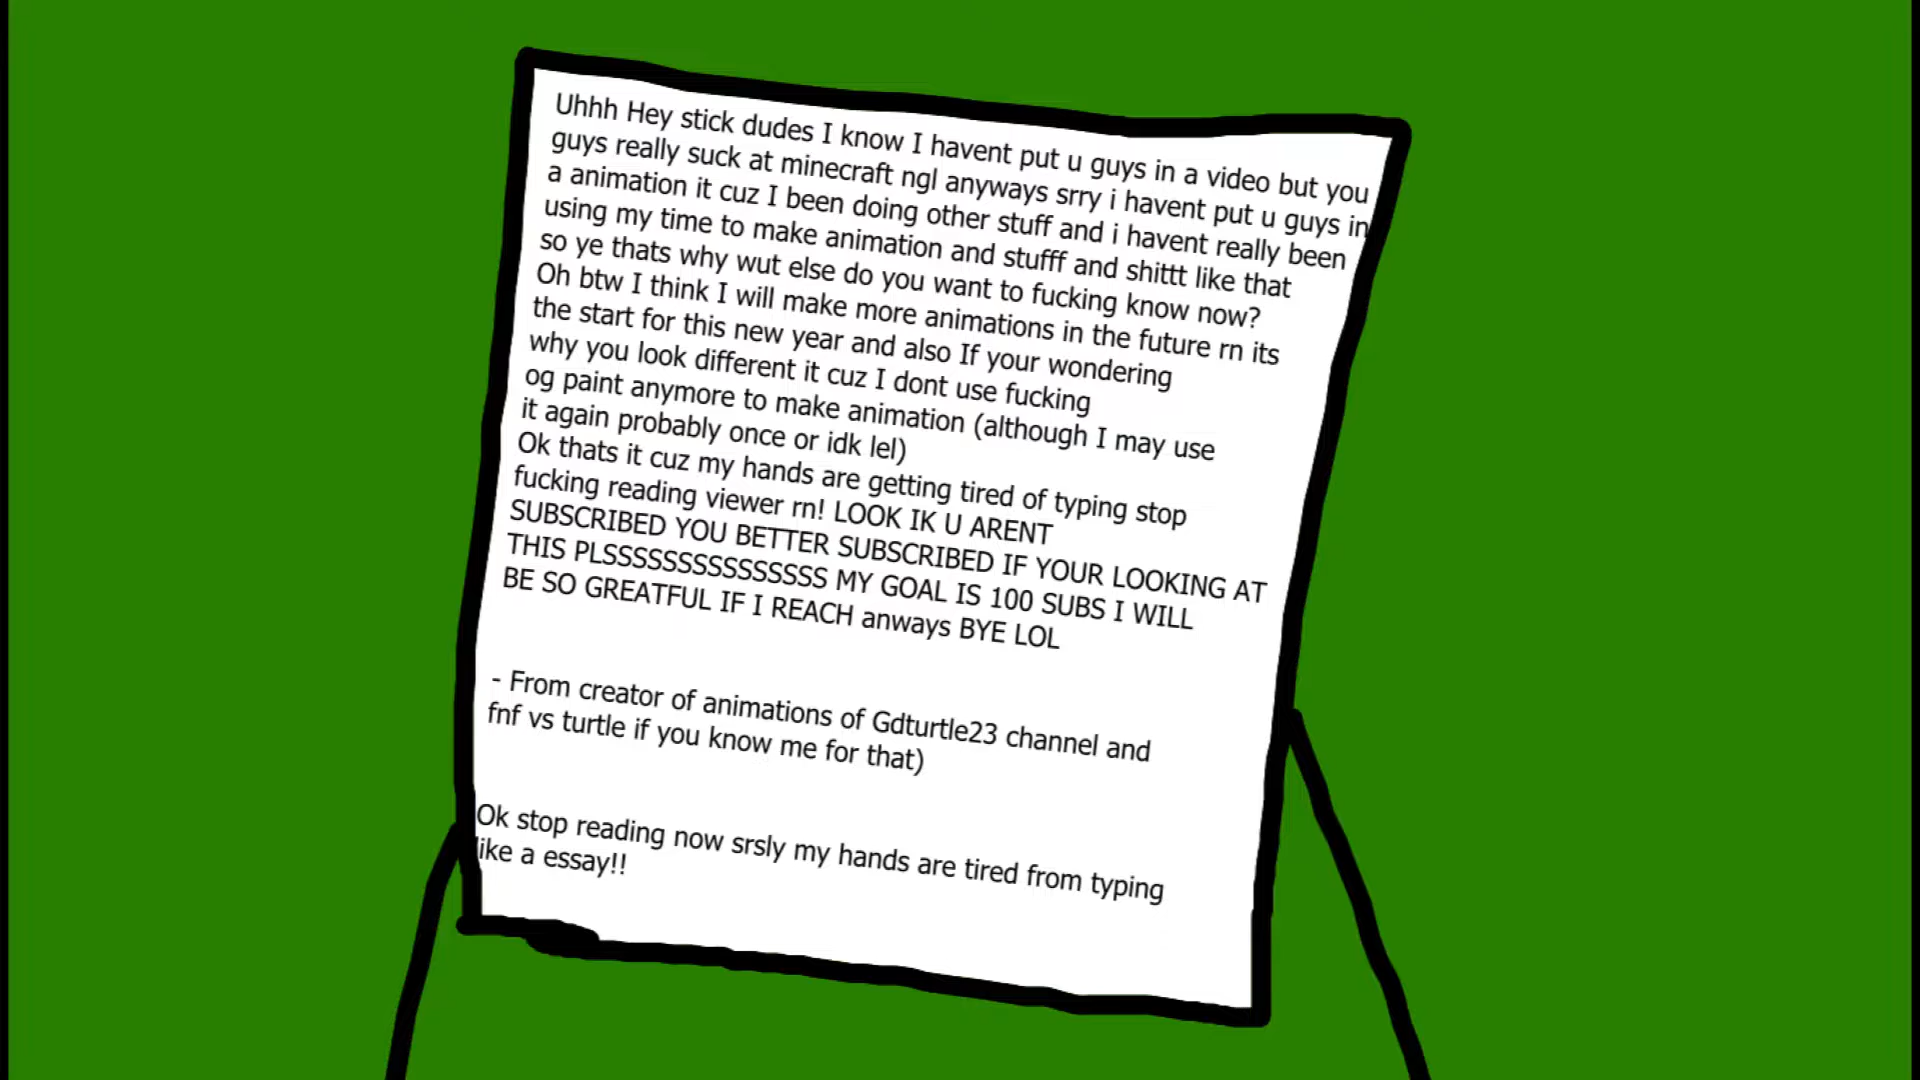 Uhhh Hey stick dudes I know I havent put u guys in a video but you
guys really suck at minecraft ngl anyways srry i havent put u guys in
a animation it cuz I been doing other stuff and i havent really been
using my time to make animation and stufff and shittt like that
so ye thats why wut else do you want to fucking know now?
Oh btw I think I will make more animations in the future rn its
the start for this new year and also If your wondering
why you look different it cuz I dont use fucking
og paint anymore to make animation (although I may use
it again probably once or idk lel)
Ok thats it cuz my hands are getting tired of typing stop
fucking reading viewer rn! LOOK IK U ARENT
SUBSCRIBED YOU BETTER SUBSCRIBED IF YOUR LOOKING AT
THIS PLSSSSSSSSSSSSSSS MY GOAL IS 100 SUBS I WILL
BE SO GREATFUL IF I REACH anways BYE LOL
- From creator of animations of Gdturtle23 channel and
fnf vs turtle if you know me for that)
Ok stop reading now srsly my hands are tired from typing
like a essay!!